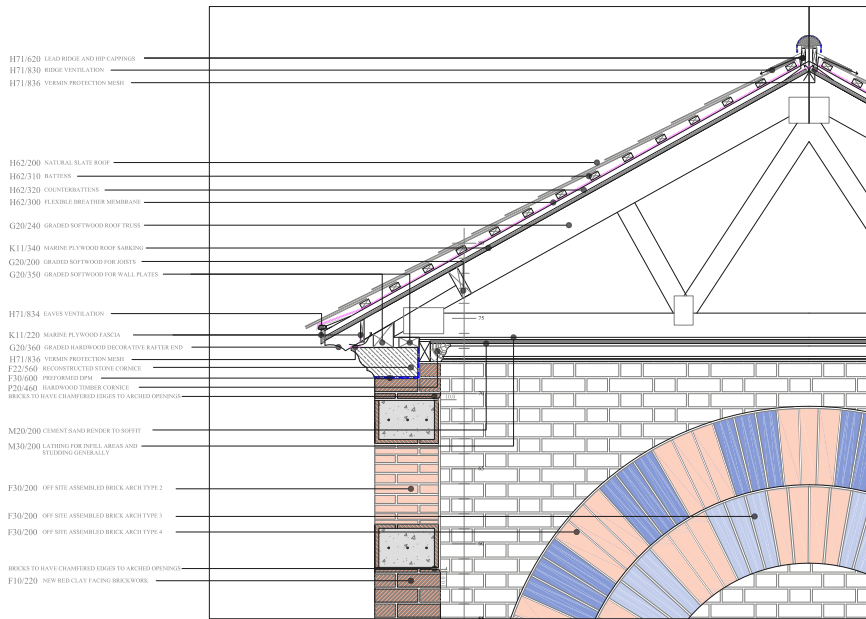 H71/620 LEAD RIDGE AND HIP CAPPINGS
H71/830 RIDGE VENTILATION
H71/836 VERMIN PROTECTION MESH
H62/200 NATURAL SLATE ROOF
H62/310 BATTENS
H62/320 COUNTERBATTENS
H62/300 FLEXIBLE BREATHER MEMBRANE
G20/240 GRADED SOFTWOOD ROOF TRUSS
K11/340 MARINE PLYWOOD ROOF SARKING
G20/200 GRADED SOFTWOOD FOR JOISTS
G20/350 GRADED SOFTWOOD FOR WALL PLATES
H71/834 EAVES VENTILATION
75
K11/220 MARINE PLYWOOD FASCIA
G20/360 GRADED HARDWOOD DECORATIVE RAFTER END
H71/836 VERMIN PROTECTION MESH
F22/560 RECONSTRUCTED STONE CORNICE
F30/600 PREFORMED DPM
P20/460 HARDWOOD TIMBER CORNICE
BRICKS TO HAVE CHAMFERED EDGES TO ARCHED OPENINGS
10.0
70
M20/200 CEMENT:SAND RENDER TO SOFFIT
M30/200 LATHING FOR INFILL AREAS AND
STUDDING GENERALLY
65
F30/200 OFF SITE ASSEMBLED BRICK ARCH TYPE 2
F30/200 OFF SITE ASSEMBLED BRICK ARCH TYPE 3
F30/200 OFF SITE ASSEMBLED BRICK ARCH TYPE 4
60
BRICKS TO HAVE CHAMFERED EDGES TO ARCHED OPENINGS
F10/220 NEW RED CLAY FACING BRICKWORK